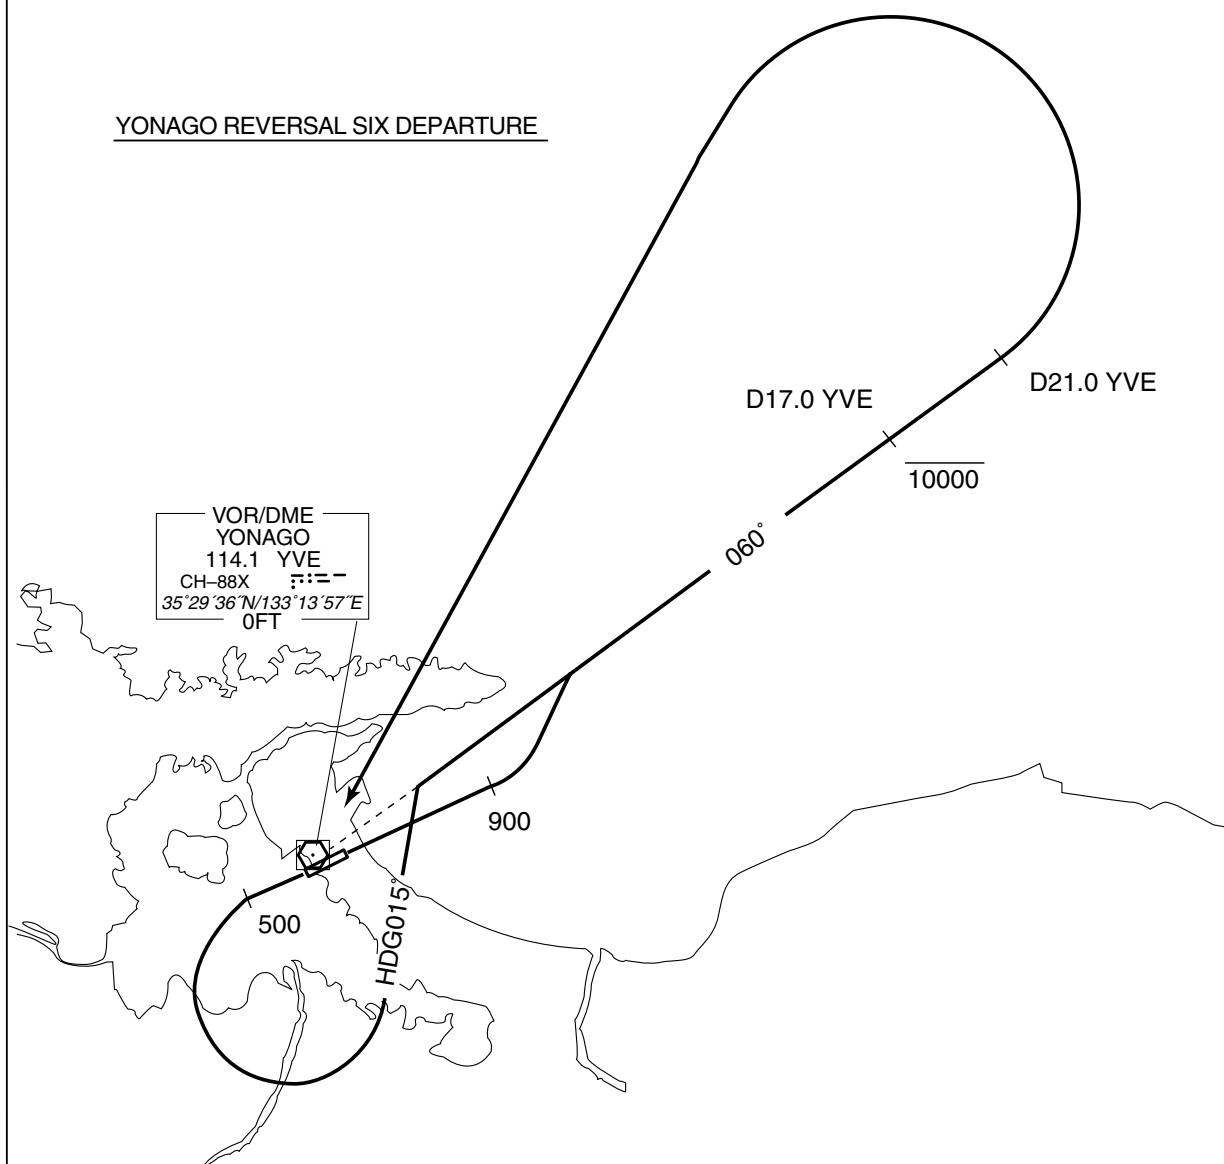 YONAGO REVERSAL SIX DEPARTURE
D17.0 YVE
D21.0 YVE
10000
060°
VOR/DME
YONAGO
114.1 YVE
CH–88X
35°29′36″N/133°13′57″E
0FT
900
500
HDG015°